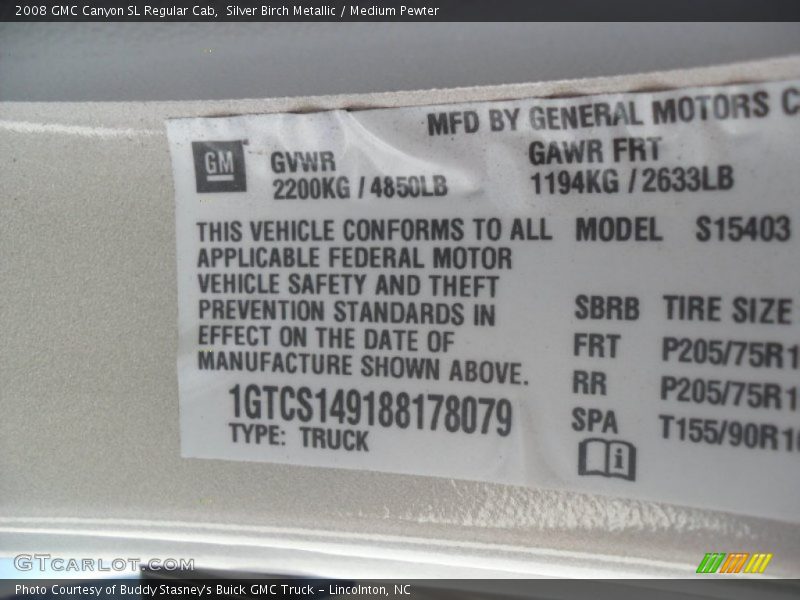 2008 GMC Canyon SL Regular Cab,  Silver Birch Metallic / Medium Pewter
MFD BY GENERAL MOTORS C
GM
GVWR
2200KG / 4850LB
GAWR FRT
1194KG / 2633LB
THIS VEHICLE CONFORMS TO ALL
APPLICABLE FEDERAL MOTOR
VEHICLE SAFETY AND THEFT
PREVENTION STANDARDS IN
EFFECT ON THE DATE OF
MANUFACTURE SHOWN ABOVE.
MODEL S15403
SBRB TIRE SIZE
FRT P205/75R1
RR P205/75R1
SPA T155/90R1
1GTCS149188178079
TYPE: TRUCK
i
GTCARLOT.COM
Photo Courtesy of Buddy Stasney's Buick GMC Truck - Lincolnton, NC